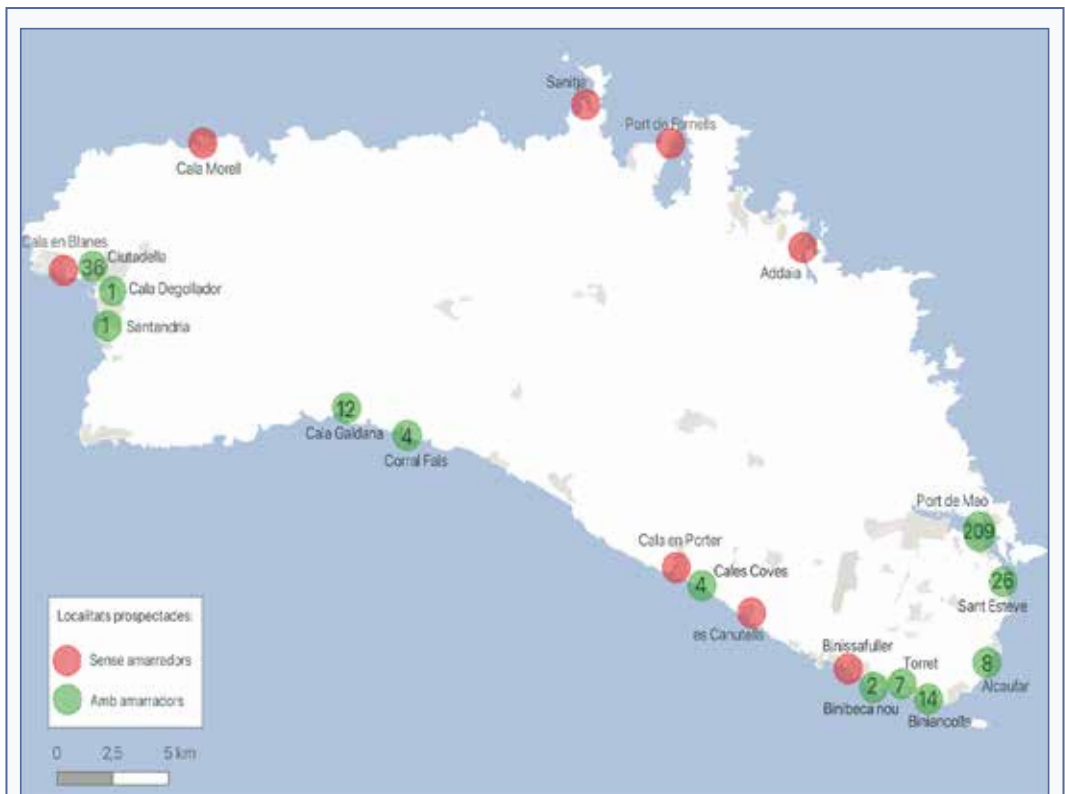 Sanitja
Port de Fornells
Cala Morell
Cala en Blanes
Ciutadella
36
Addaia
1
Cala Degollador
1
Santandria
12
Cala Galdana
4
Corral Fals
Port de Mao
209
Cala en Porter
Cales Coves
4
26
Sant Esteve
Localitats prospectades:
es Canutells
Binissafuller
Sense amarradors
Torret
8
2
7
Alcaufar
Amb amarradors
14
Binibeca nou
Biniancolla
0
2,5
5 km